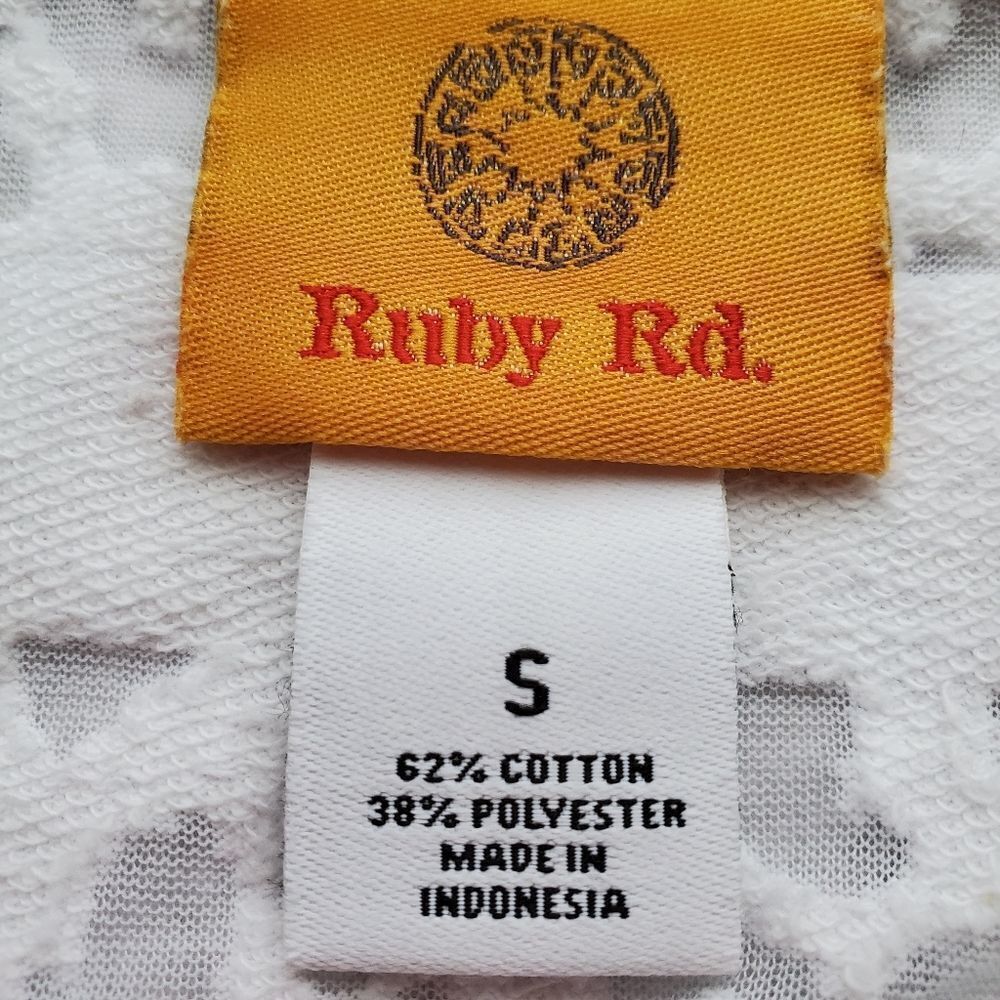 Ruby Rd.
S
62% COTTON
38% POLYESTER
MADE IN
INDONESIA